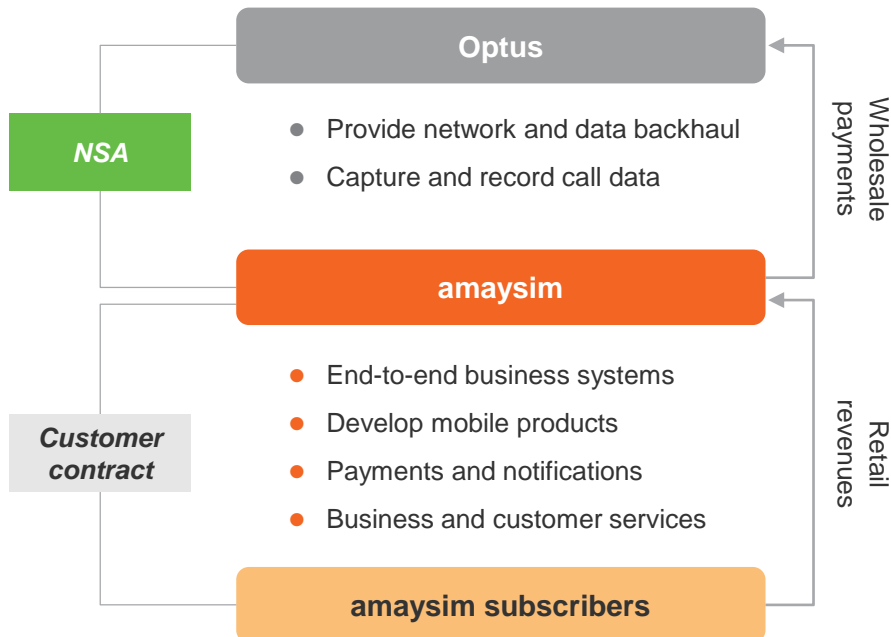 Optus
Provide network and data backhaul
Capture and record call data
NSA
Wholesale
payments
amaysim
End-to-end business systems
Develop mobile products
Payments and notifications
Business and customer services
Customer
contract
Retail
revenues
amaysim subscribers